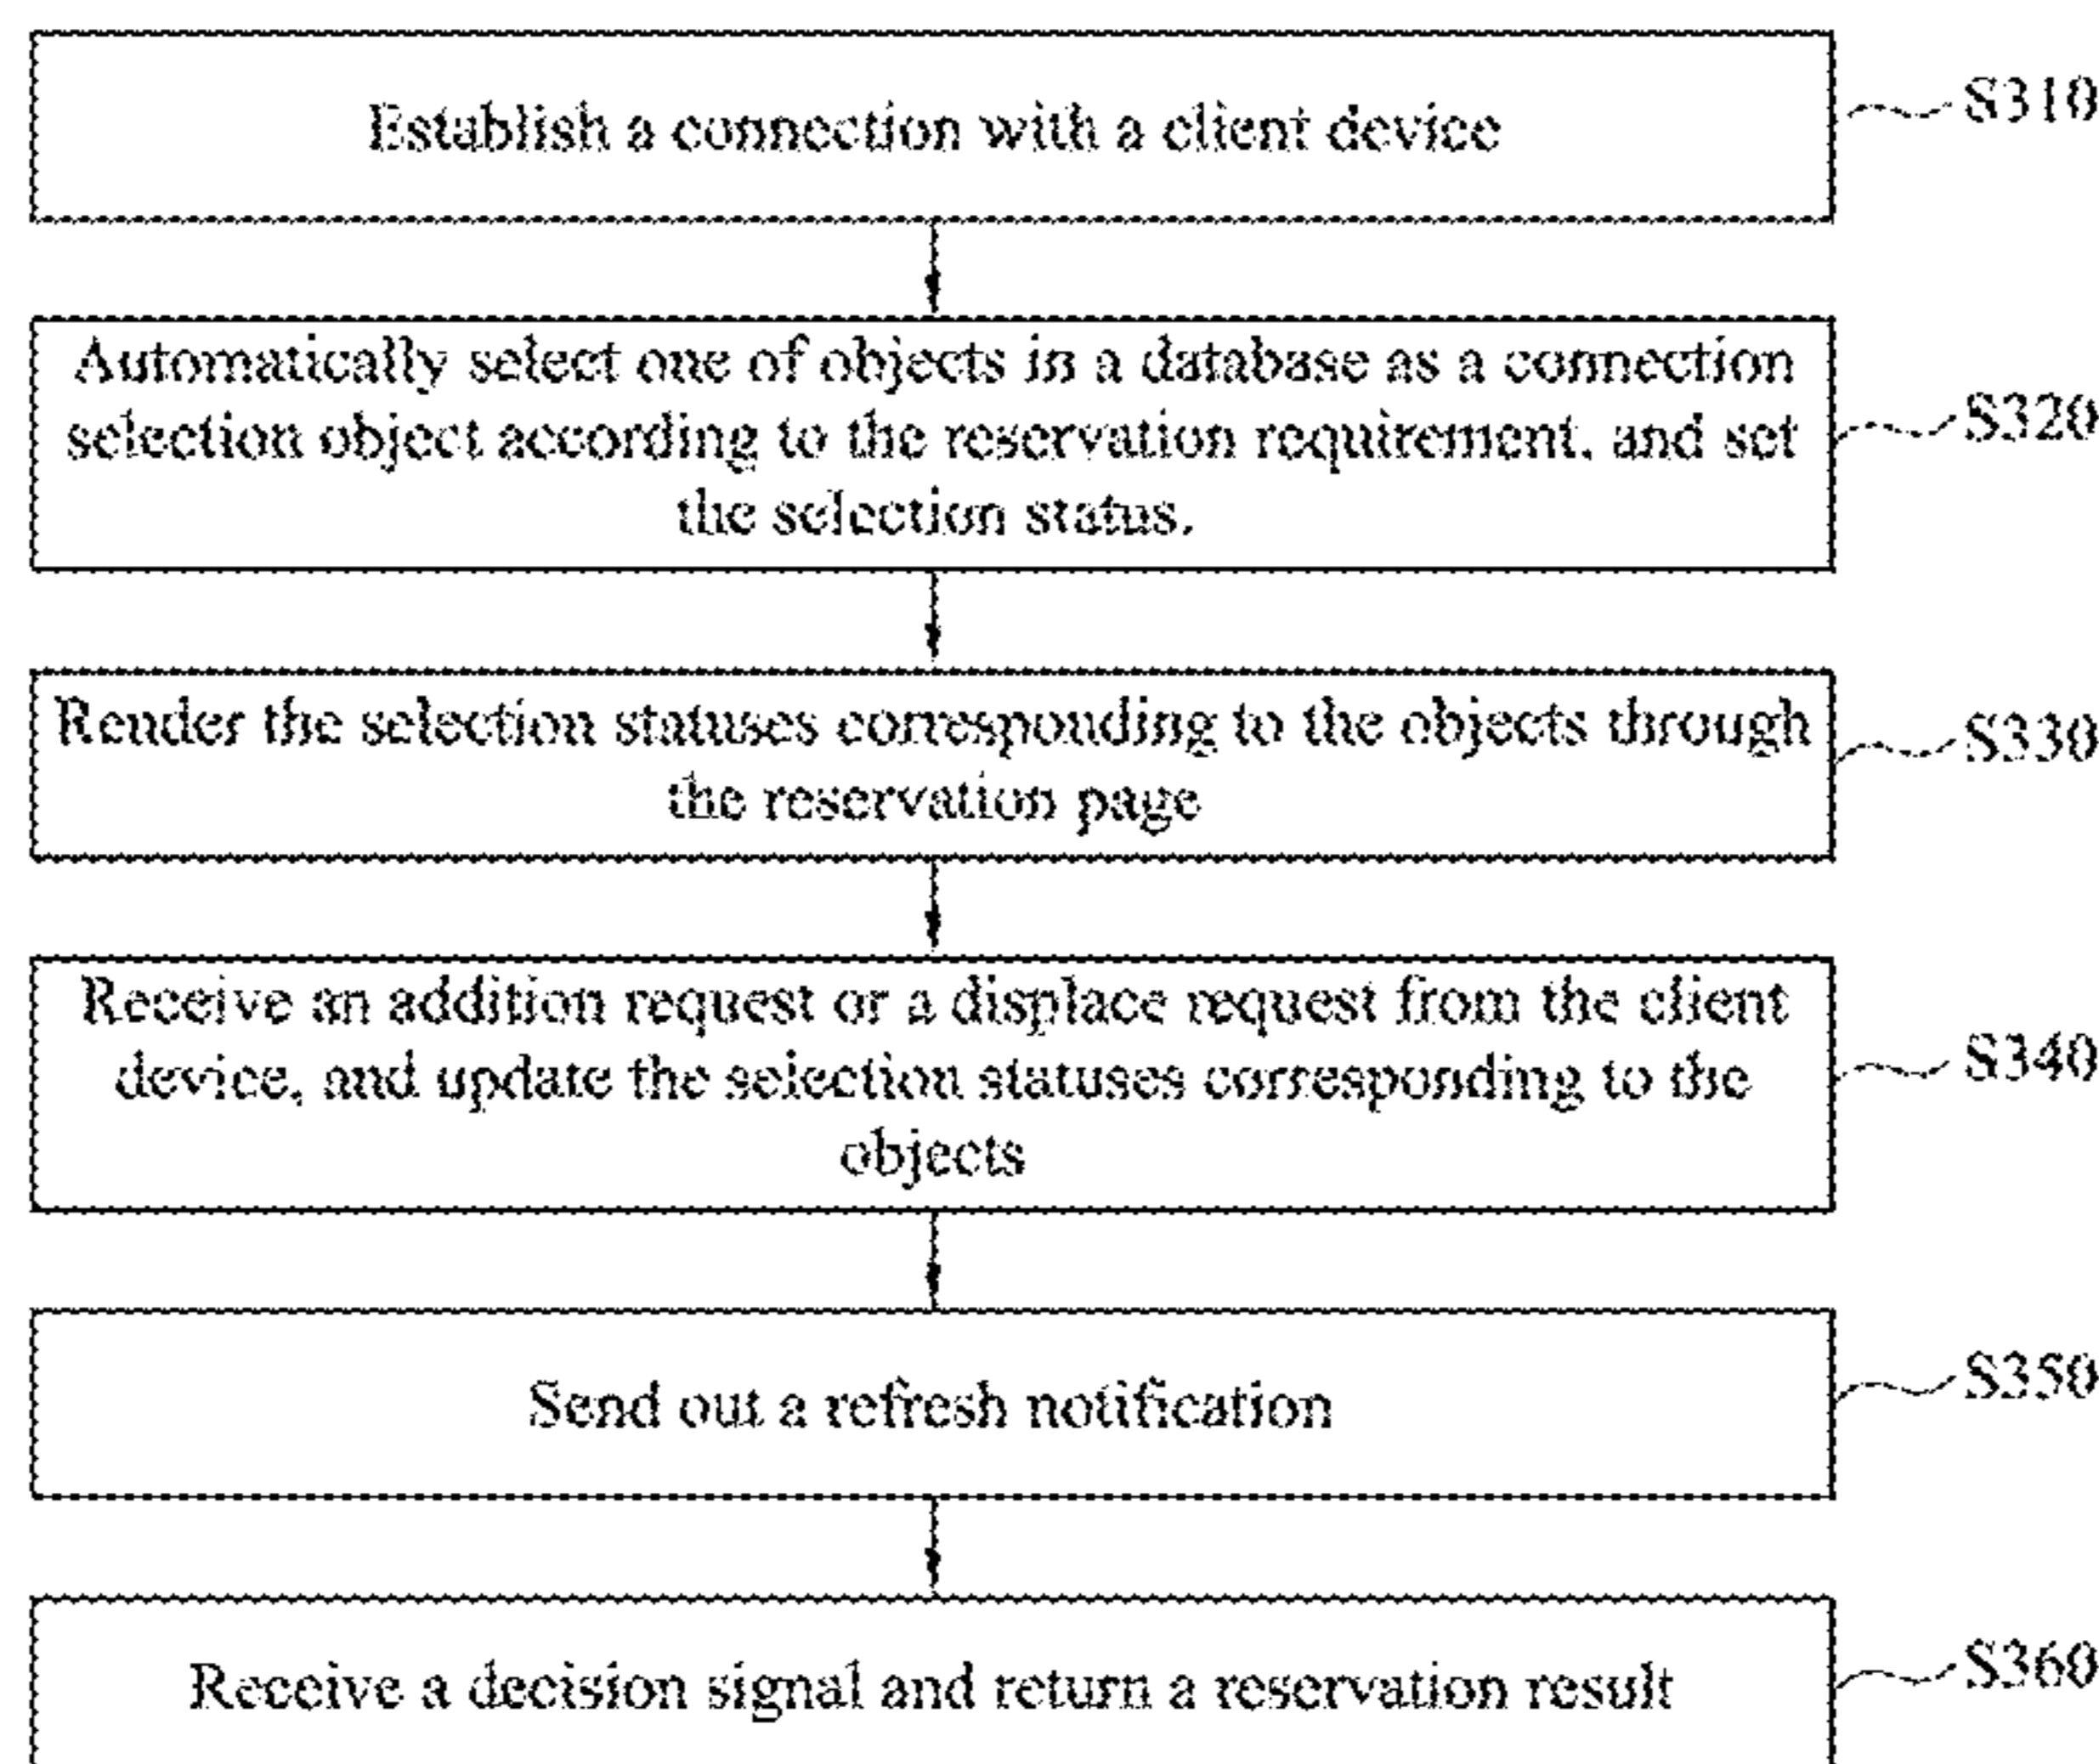 Establish a connection with a client device
S310
Automatically select one of objects in a database as a connection
selection object according to the reservation requirement, and set
the selection status.
S320
Render the selection statuses corresponding to the objects through
the reservation page
S330
Receive an addition request or a displace request from the client
device, and update the selection statuses corresponding to the
objects
S340
Send out a refresh notification
S350
Receive a decision signal and return a reservation result
S360